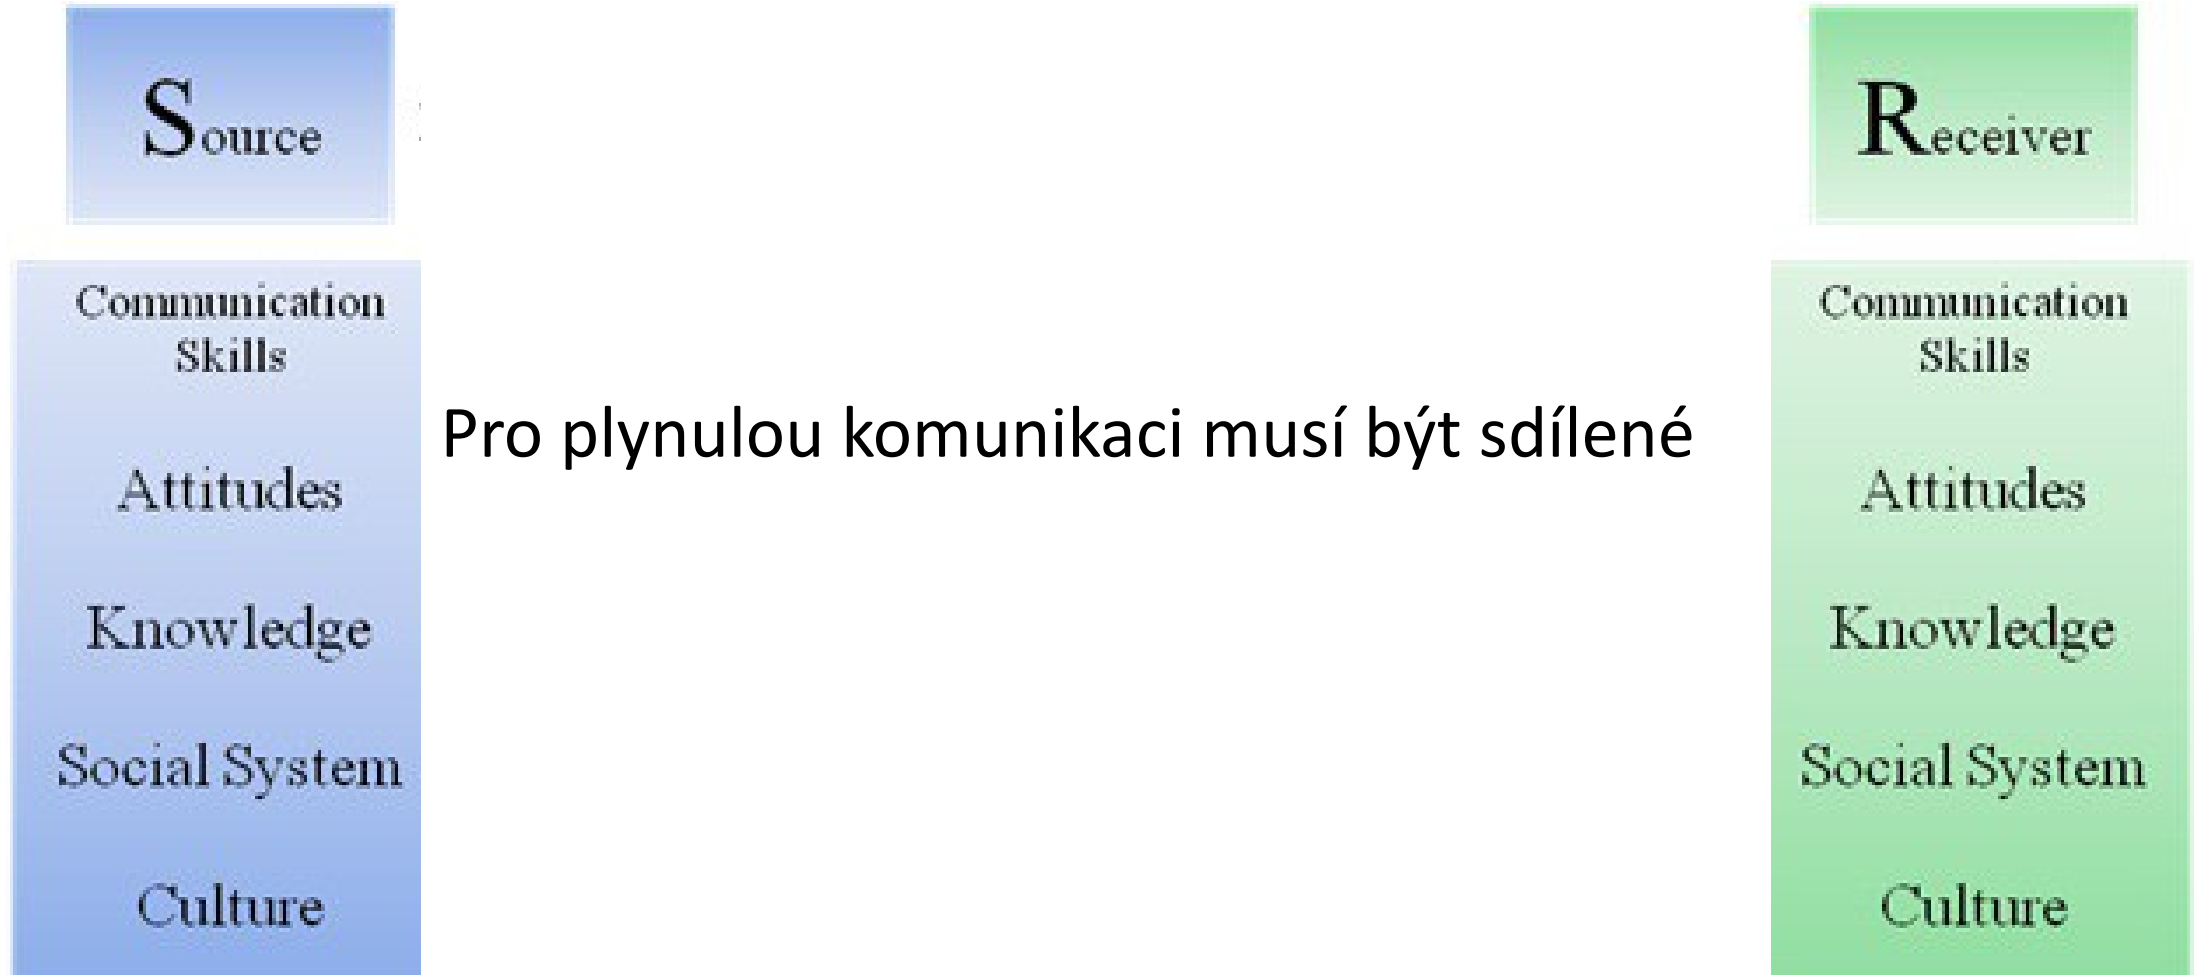 Source
Communication
Skills
Attitudes
Knowledge
Social System
Culture
Pro plynulou komunikaci musí být sdílené
Receiver
Communication
Skills
Attitudes
Knowledge
Social System
Culture